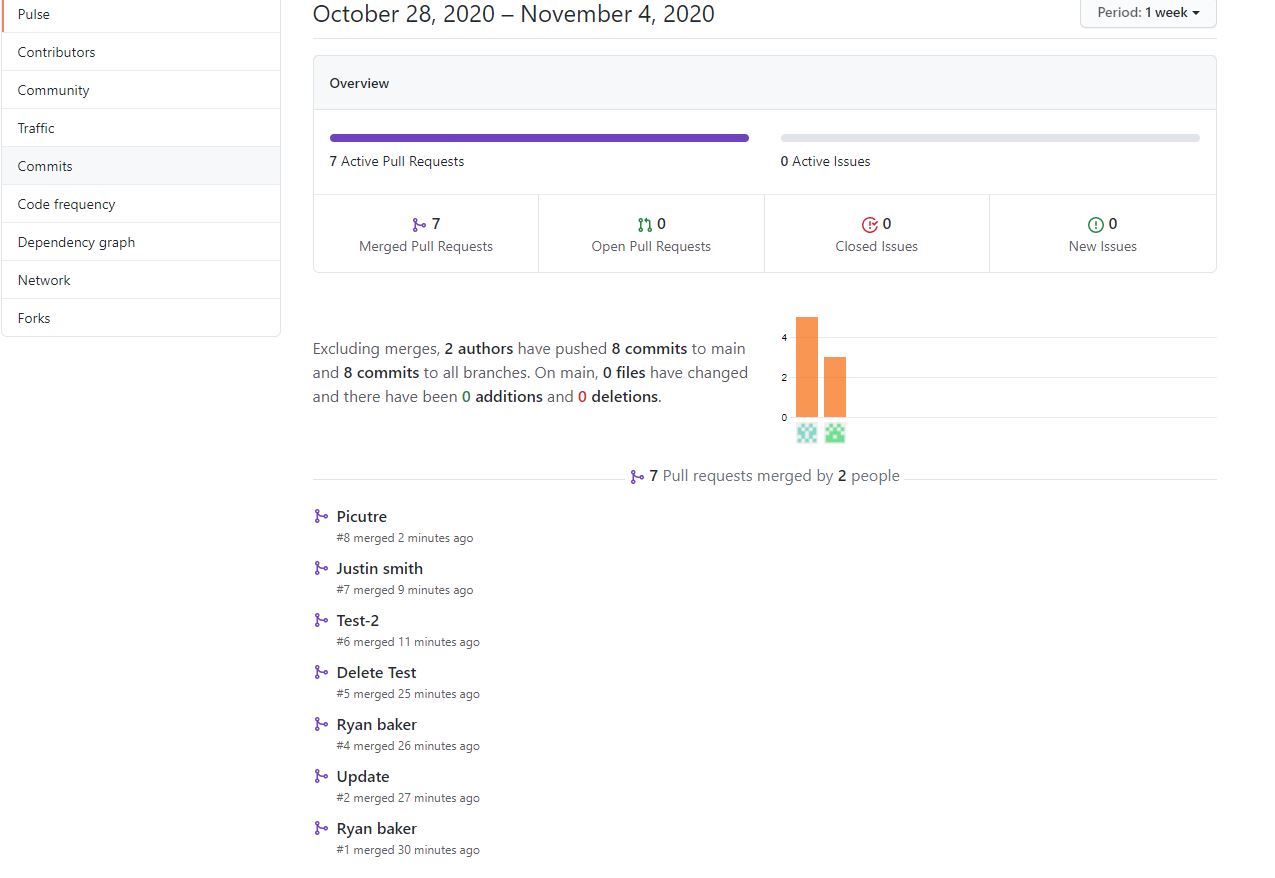 Pulse
Contributors
Community
Traffic
Commits
Code frequency
Dependency graph
Network
Forks
October 28, 2020 – November 4, 2020
Period: 1 week
Overview
7 Active Pull Requests
0 Active Issues
7
Merged Pull Requests
0
Open Pull Requests
0
Closed Issues
0
New Issues
Excluding merges, 2 authors have pushed 8 commits to main
and 8 commits to all branches. On main, 0 files have changed
and there have been 0 additions and 0 deletions.
4
2
0
7 Pull requests merged by 2 people
Picutre
#8 merged 2 minutes ago
Justin smith
#7 merged 9 minutes ago
Test-2
#6 merged 11 minutes ago
Delete Test
#5 merged 25 minutes ago
Ryan baker
#4 merged 26 minutes ago
Update
#2 merged 27 minutes ago
Ryan baker
#1 merged 30 minutes ago